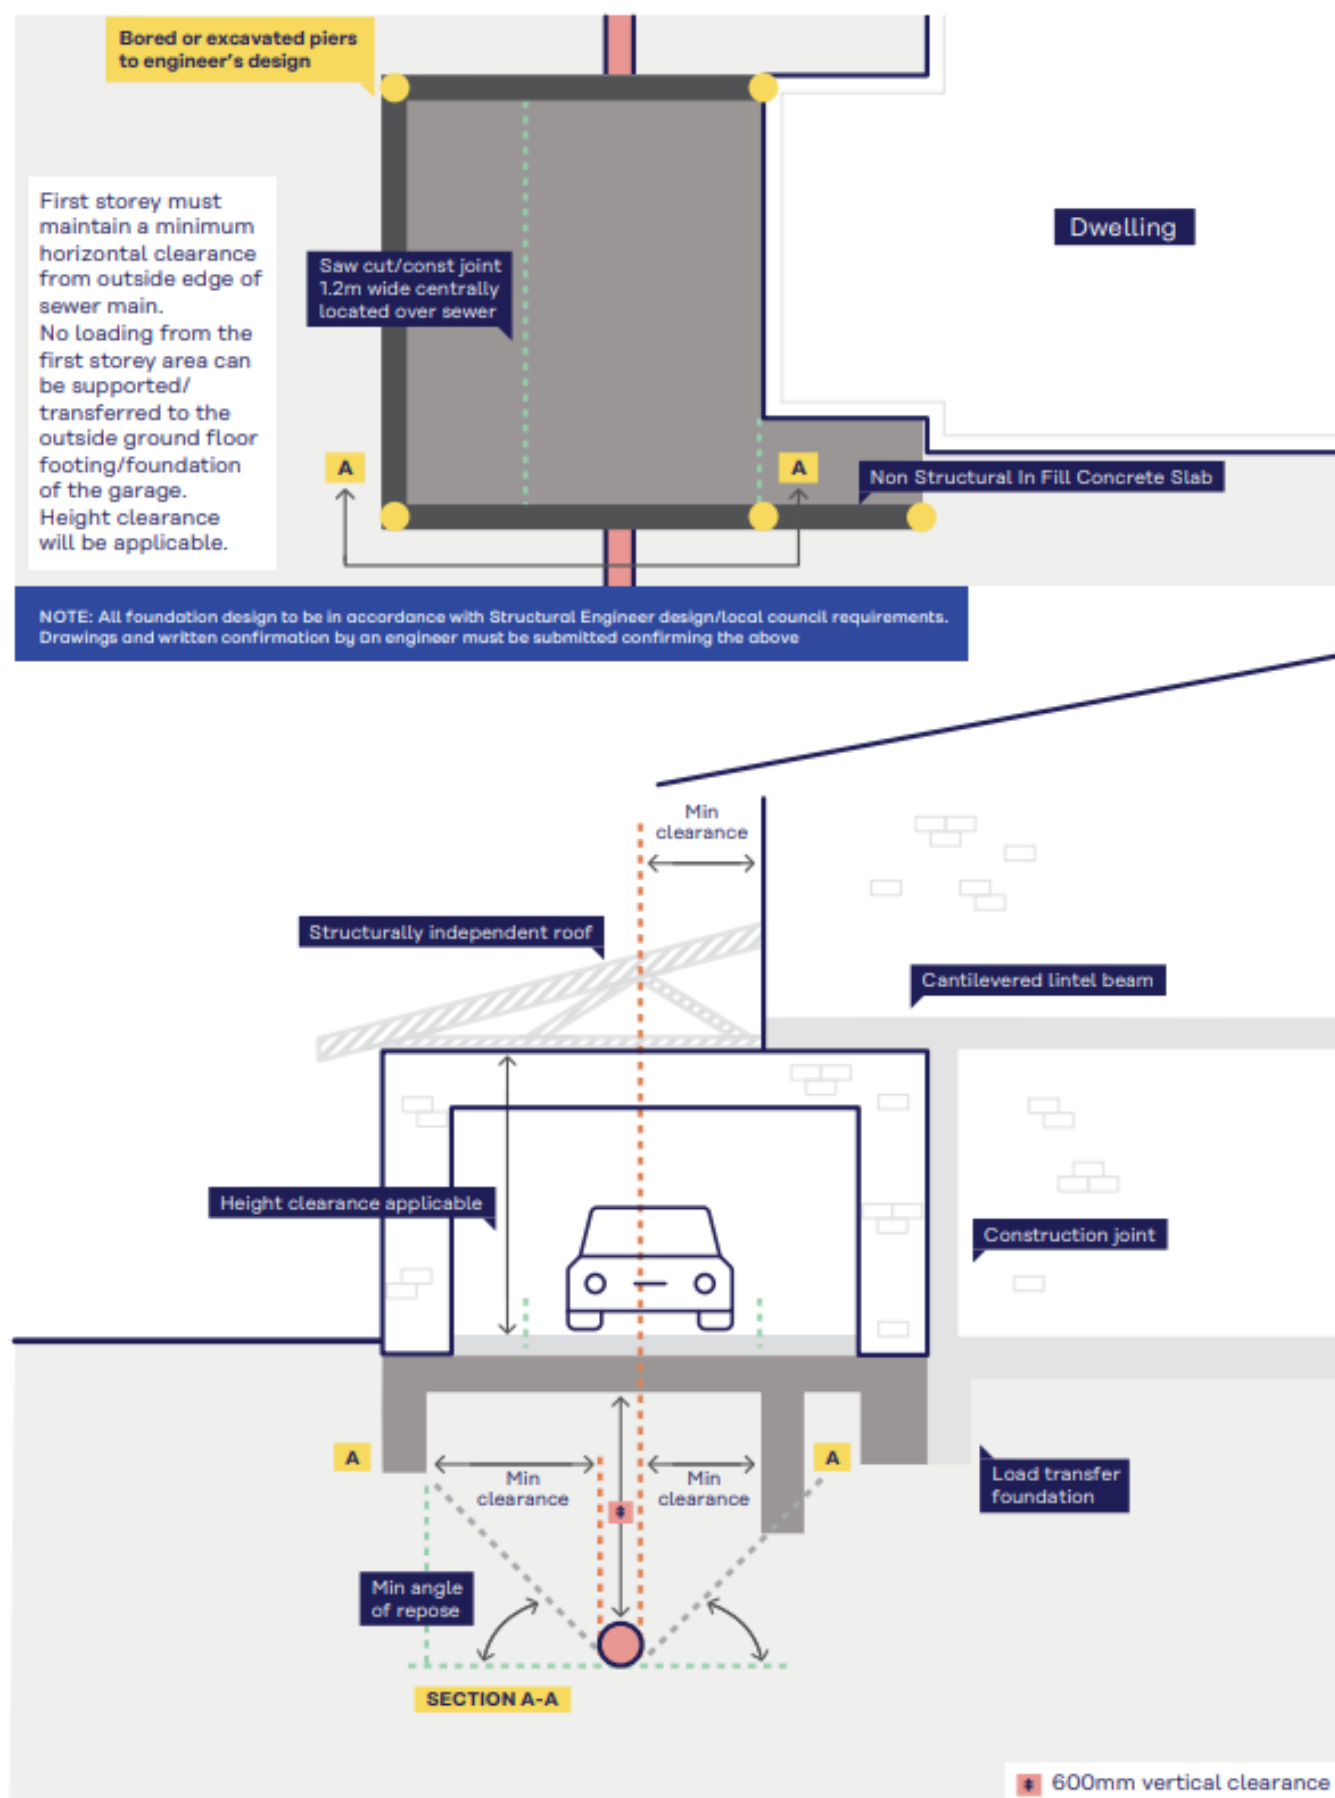 Bored or excavated piers
to engineer's design
First storey must
maintain a minimum
horizontal clearance
from outside edge of
sewer main.
No loading from the
first storey area can
be supported/
transferred to the
outside ground floor
footing/foundation
of the garage.
Height clearance
will be applicable.
Dwelling
Saw cut/const joint
1.2m wide centrally
located over sewer
A
A
Non Structural In Fill Concrete Slab
NOTE: All foundation design to be in accordance with Structural Engineer design/local council requirements.
Drawings and written confirmation by an engineer must be submitted confirming the above
Min
clearance
Structurally independent roof
Cantilevered lintel beam
Height clearance applicable
Construction joint
A
A
Min
clearance
Min
clearance
Load transfer
foundation
ǂ
Min angle
of repose
SECTION A-A
ǂ 600mm vertical clearance